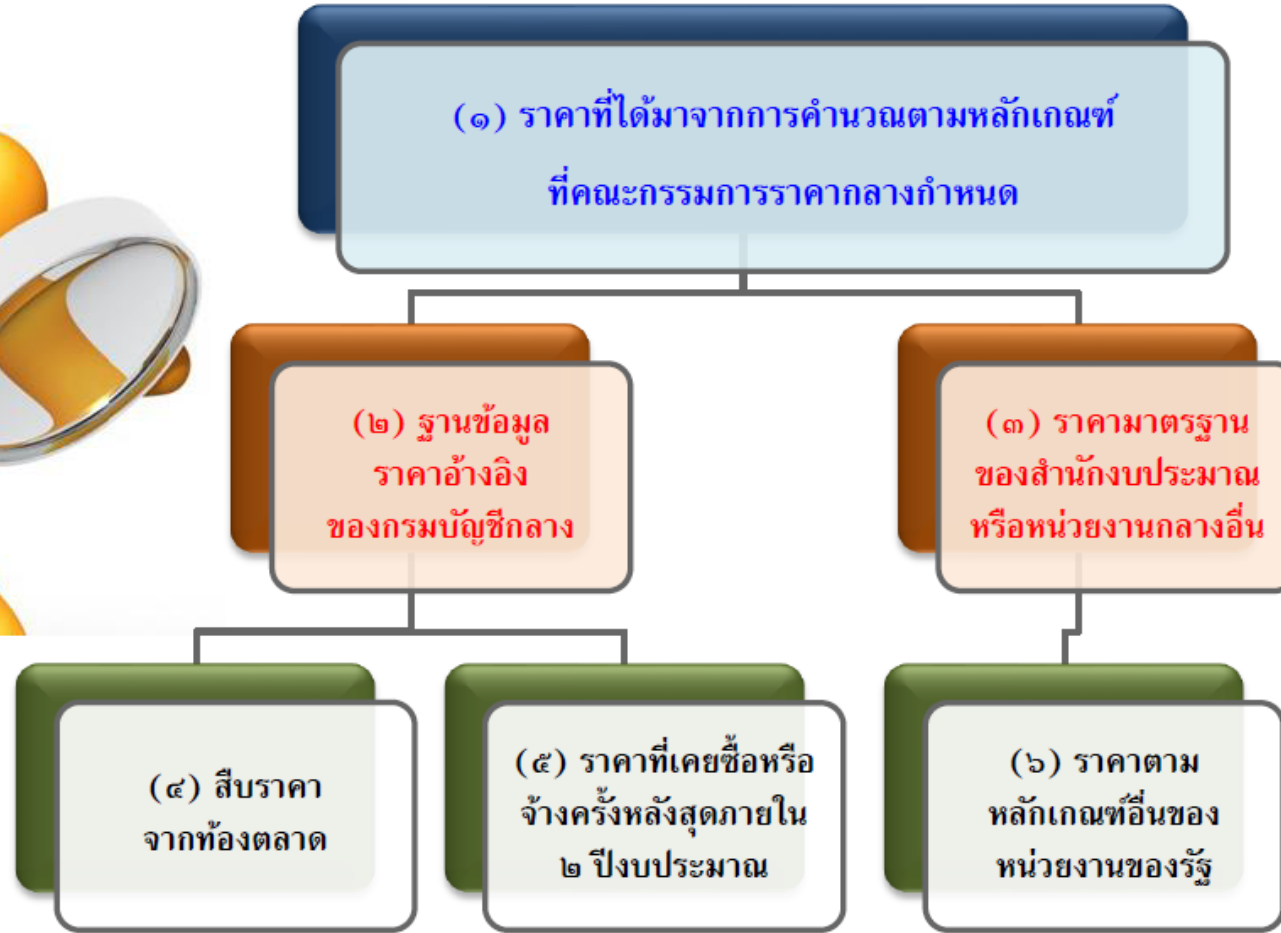 (๑) ราคาที่ได้มาจากการคำนวณตามหลักเกณฑ์
ที่คณะกรรมการราคากลางกำหนด
(๒) ฐานข้อมูล
ราคาอ้างอิง
ของกรมบัญชีกลาง
(๓) ราคามาตรฐาน
ของสำนักงบประมาณ
หรือหน่วยงานกลางอื่น
(๔) สืบราคา
จากท้องตลาด
(๕) ราคาที่เคยซื้อหรือ
จ้างครั้งหลังสุดภายใน
๒ ปีงบประมาณ
(๖) ราคาตาม
หลักเกณฑ์อื่นของ
หน่วยงานของรัฐ